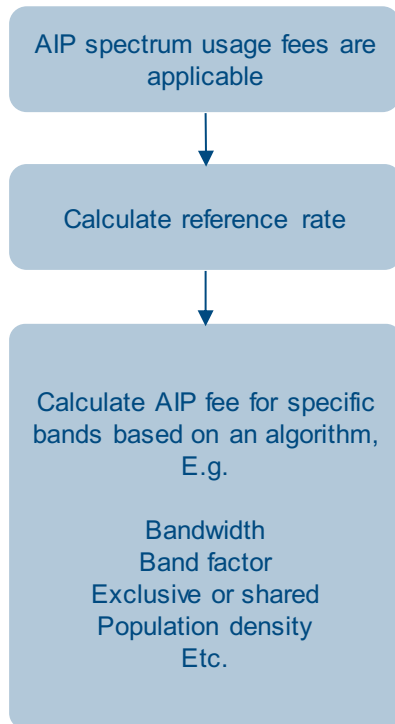 AIP spectrum usage fees are
applicable
Calculate reference rate
Calculate AIP fee for specific
bands based on an algorithm,
E.g.
Bandwidth
Band factor
Exclusive or shared
Population density
Etc.